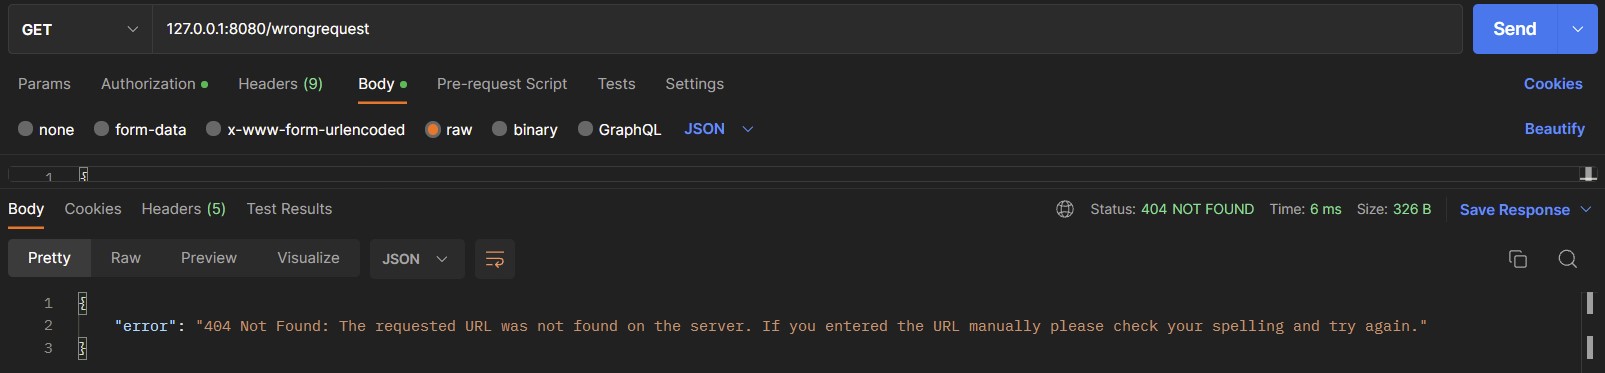 GET 127.0.0.1:8080/wrongrequest Send
Params Authorization Headers (9) Body Pre-request Script Tests Settings Cookies
none form-data x-www-form-urlencoded raw binary GraphQL JSON Beautify
1 {
Body Cookies Headers (5) Test Results Status: 404 NOT FOUND Time: 6 ms Size: 326 B Save Response
Pretty Raw Preview Visualize JSON
1 {
2 "error": "404 Not Found: The requested URL was not found on the server. If you entered the URL manually please check your spelling and try again."
3 }